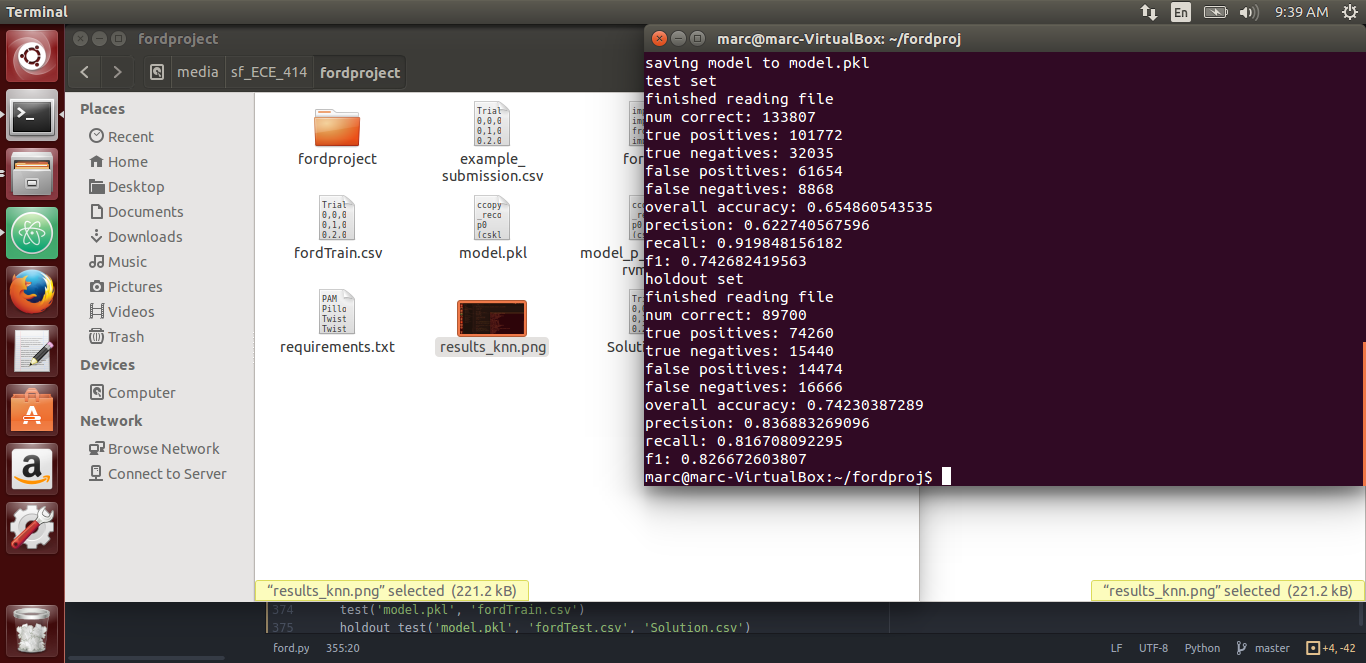 Terminal
En
9:39 AM
fordproject
media
sf_ECE_414
fordproject
Places
Recent
Home
Desktop
Documents
Downloads
Music
Pictures
Videos
Trash
Devices
Computer
Network
Browse Network
Connect to Server
fordproject
example_
submission.csv
fordTrain.csv
model.pkl
requirements.txt
results_knn.png
marc@marc-VirtualBox: ~/fordproj
saving model to model.pkl
test set
finished reading file
num correct: 133807
true positives: 101772
true negatives: 32035
false positives: 61654
false negatives: 8868
overall accuracy: 0.654860543535
precision: 0.622740567596
recall: 0.919848156182
f1: 0.742682419563
holdout set
finished reading file
num correct: 89700
true positives: 74260
true negatives: 15440
false positives: 14474
false negatives: 16666
overall accuracy: 0.74230387289
precision: 0.836883269096
recall: 0.816708092295
f1: 0.826672603807
marc@marc-VirtualBox:~/fordproj$
“results_knn.png” selected (221.2 kB)
“results_knn.png” selected (221.2 kB)
374 test('model.pkl', 'fordTrain.csv')
375 holdout test('model.pkl', 'fordTest.csv', 'Solution.csv')
ford.py 355:20
LF UTF-8 Python master +4, -42